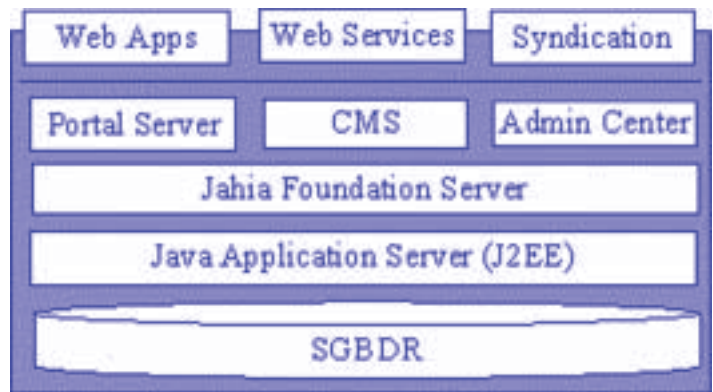 Web Apps Web Services Syndication
Portal Server CMS Admin Center
Jahia Foundation Server
Java Application Server (J2EE)
SGBDR